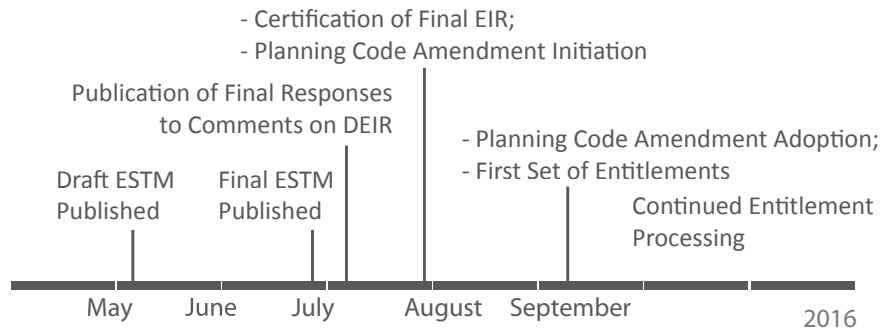 - Certification of Final EIR;
- Planning Code Amendment Initiation
Publication of Final Responses
to Comments on DEIR
- Planning Code Amendment Adoption;
- First Set of Entitlements
Draft ESTM
Published
Final ESTM
Published
Continued Entitlement
Processing
May June July August September
2016